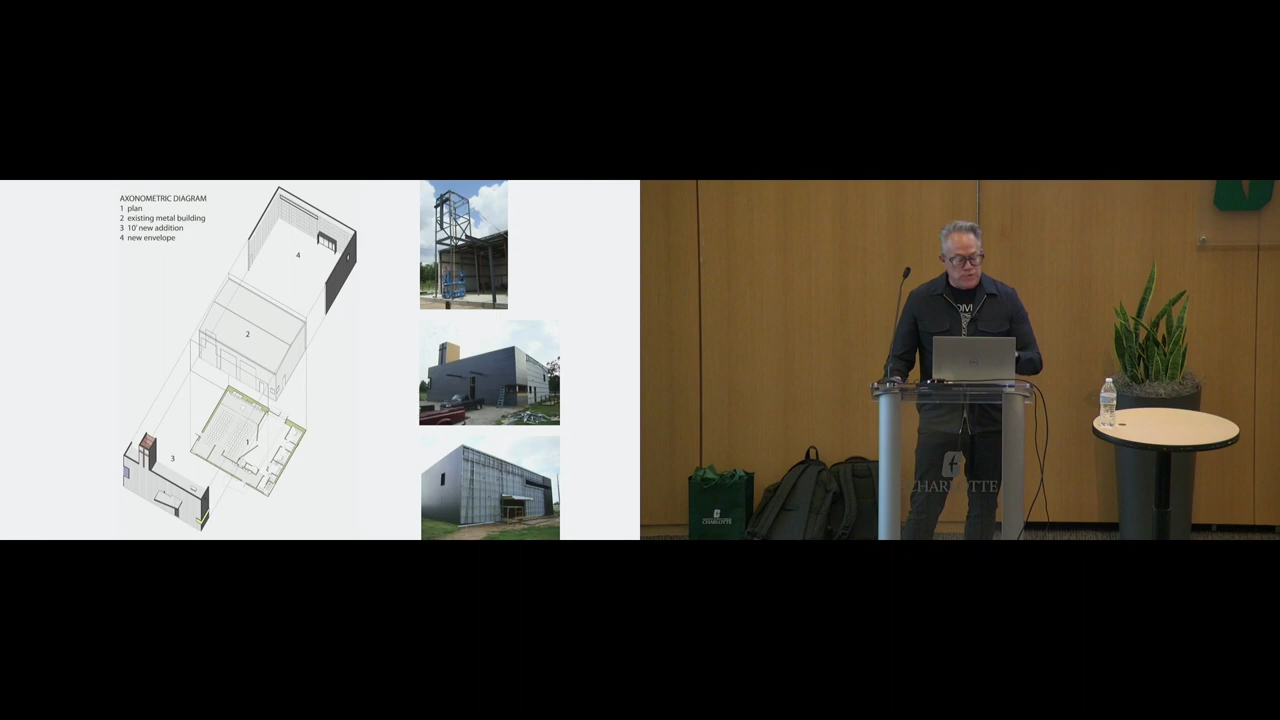 AXONOMETRIC DIAGRAM
1 plan
2 existing metal building
3 10' new addition
4 new envelope
4
2
1
3
CHARLOTTE
CHARLOTTE